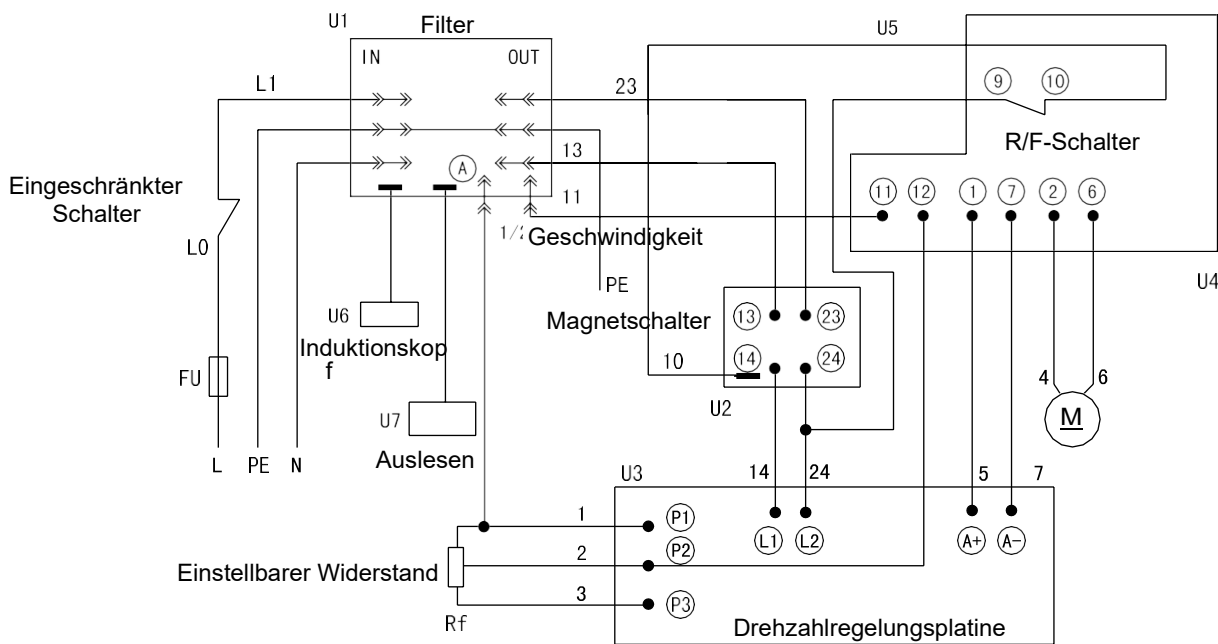 U1
Filter
U5
IN
OUT
L1
23
9
10
R/F-Schalter
13
A
11
Eingeschränkter
Schalter
11
12
1
7
2
6
1/2
Geschwindigkeit
L0
PE
U4
U6
Induktionskop
f
Magnetschalter
13
23
14
24
10
FU
U2
4
6
M
U7
Auslesen
L
PE
N
U3
14
24
5
7
1
P1
L1
L2
A+
A-
2
P2
Einstellbarer Widerstand
3
P3
Rf
Drehzahlregelungsplatine